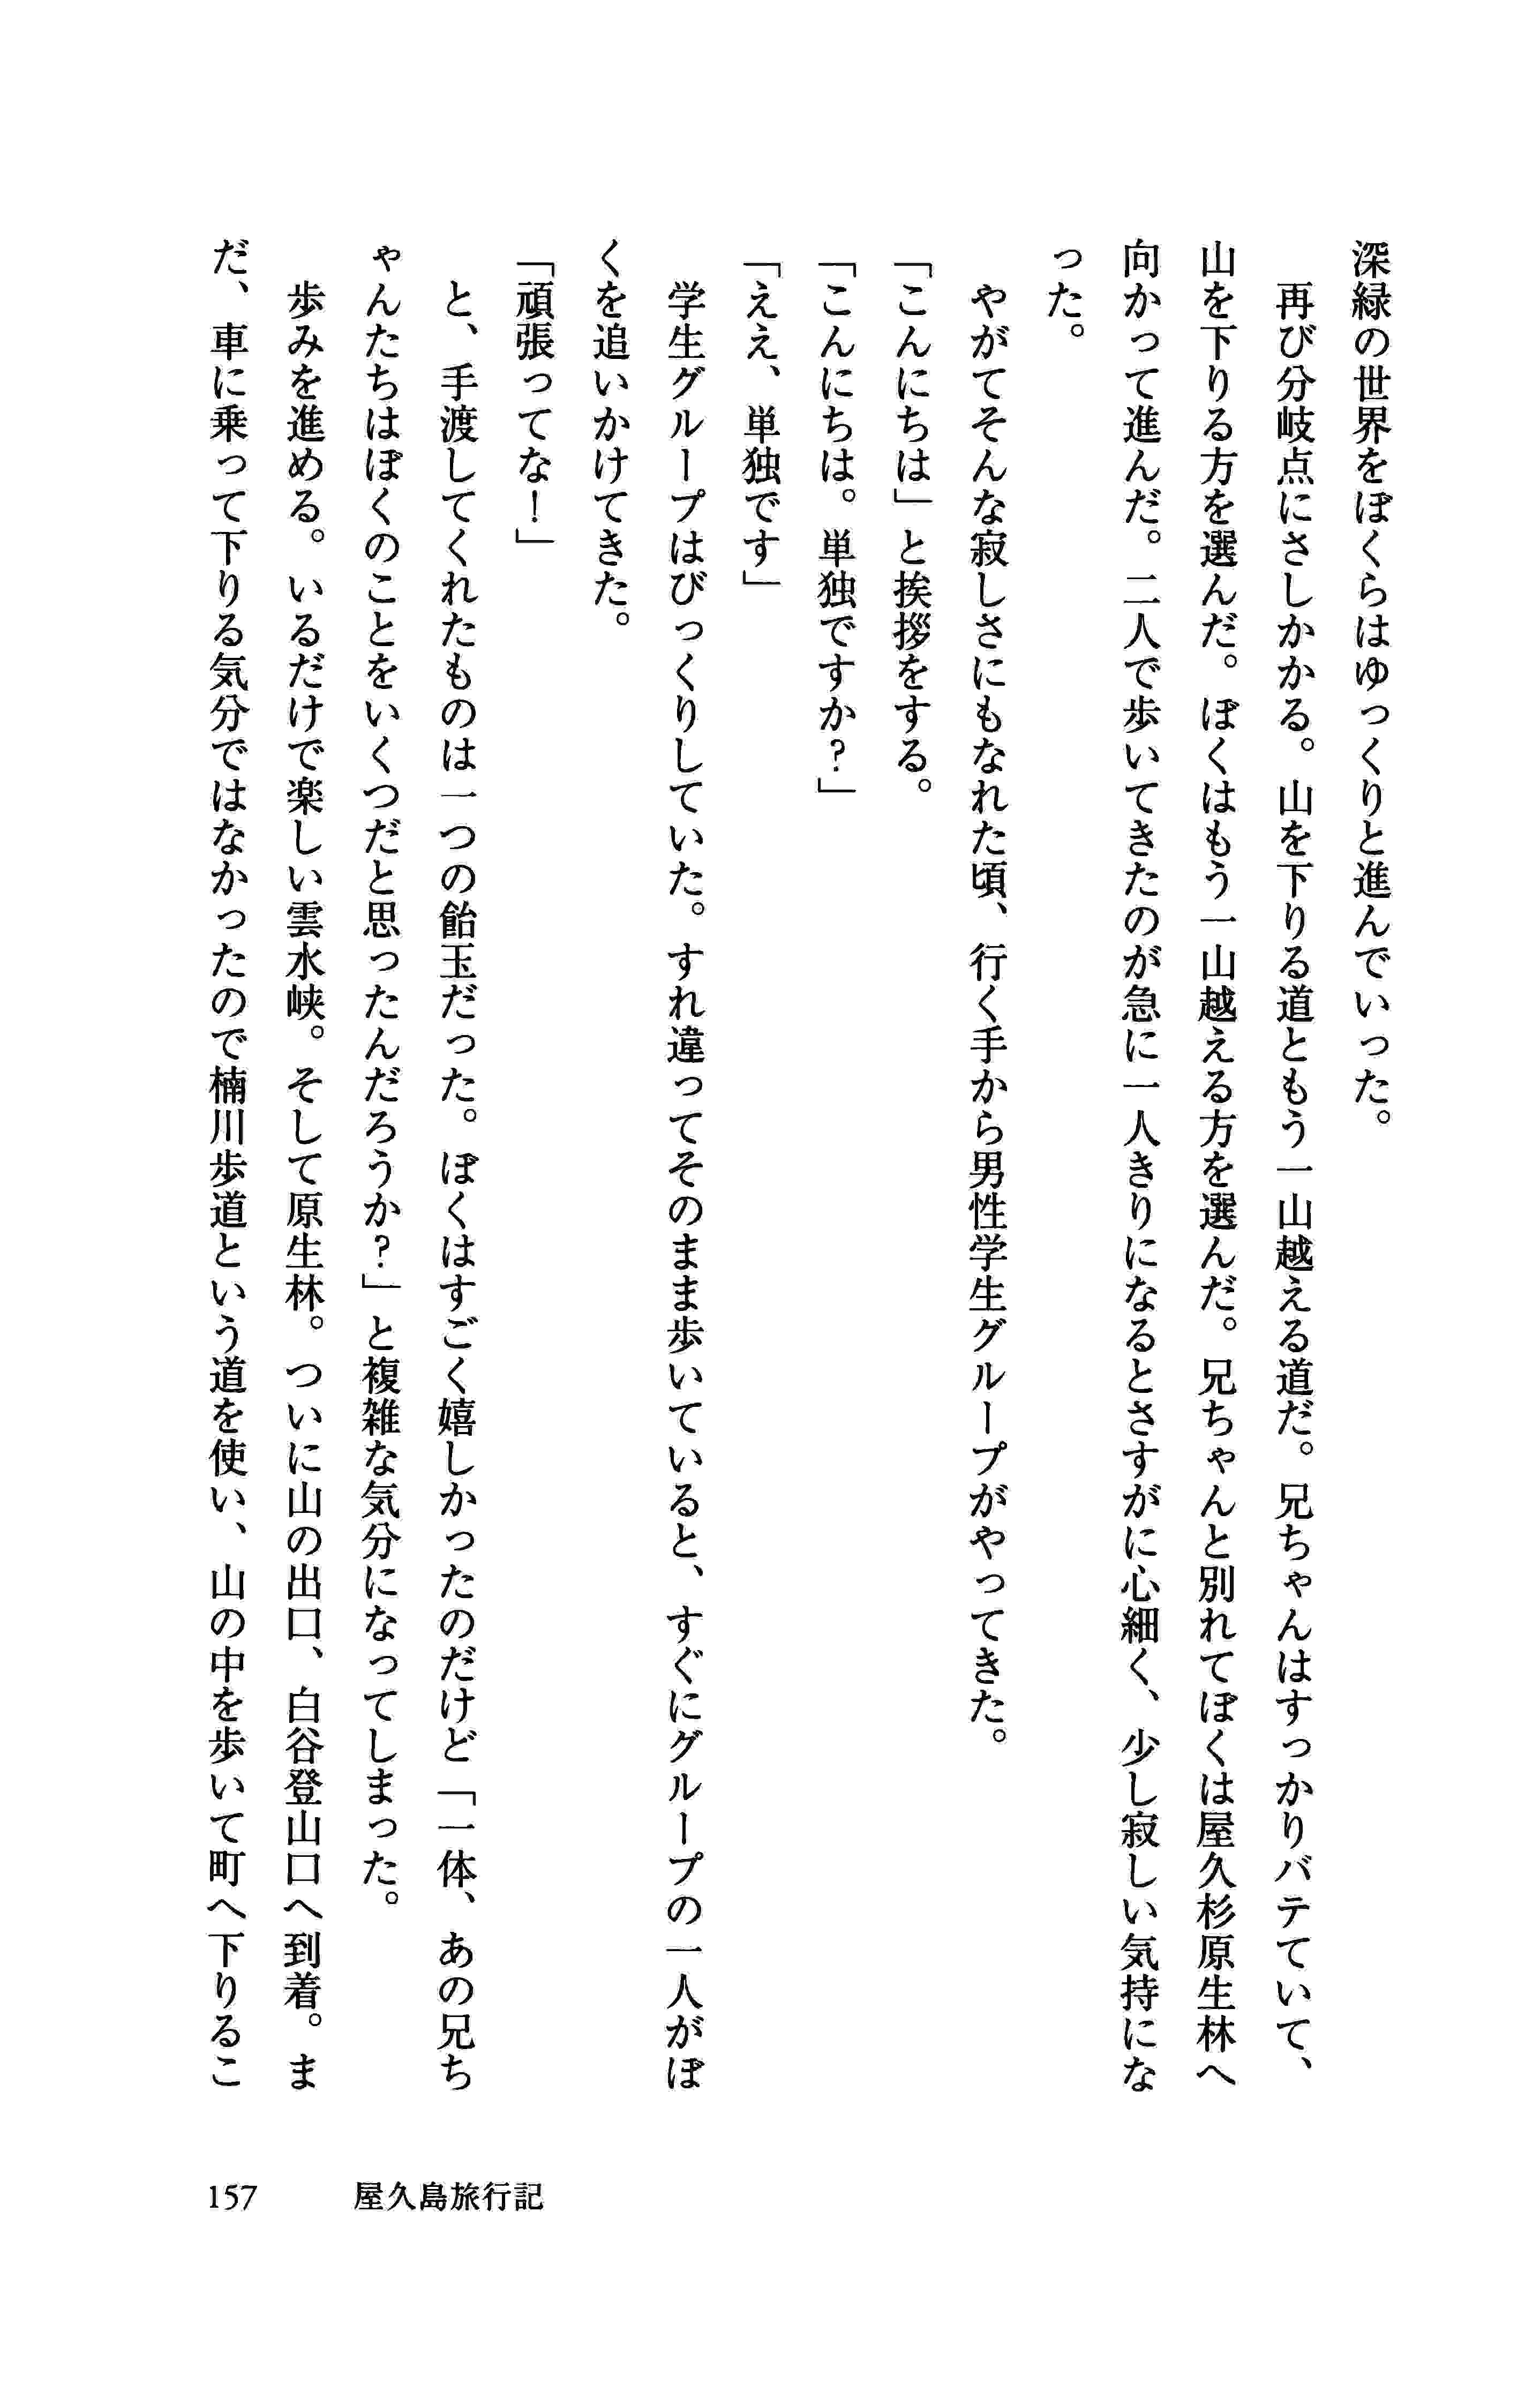 深緑の世界をぼくらはゆっくりと進んでいった。
　再び分岐点にさしかかる。山を下りる道ともう一山越える道だ。兄ちゃんはすっかりバテていて、
山を下りる方を選んだ。ぼくはもう一山越える方を選んだ。兄ちゃんと別れてぼくは屋久杉原生林へ
向かって進んだ。二人で歩いてきたのが急に一人きりになるとさすがに心細く、少し寂しい気持にな
った。
　やがてそんな寂しさにもなれた頃、行く手から男性学生グループがやってきた。
「こんにちは」と挨拶をする。
「こんにちは。単独ですか？」
「ええ、単独です」
　学生グループはびっくりしていた。すれ違ってそのまま歩いていると、すぐにグループの一人がぼ
くを追いかけてきた。
「頑張ってな！」
　と、手渡してくれたものは一つの飴玉だった。ぼくはすごく嬉しかったのだけど「一体、あの兄ち
ゃんたちはぼくのことをいくつだと思ったんだろうか？」と複雑な気分になってしまった。
　歩みを進める。いるだけで楽しい雲水峡。そして原生林。ついに山の出口、白谷登山口へ到着。ま
だ、車に乗って下りる気分ではなかったので楠川歩道という道を使い、山の中を歩いて町へ下りるこ
157　屋久島旅行記